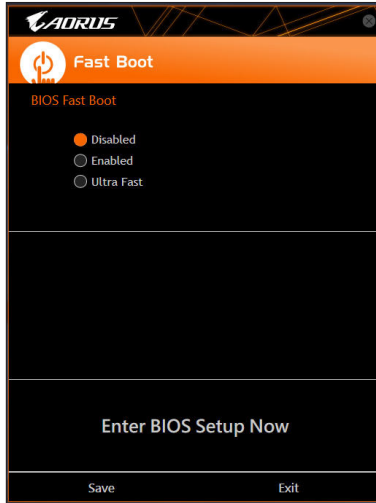 AORUS
Fast Boot
BIOS Fast Boot
Disabled
Enabled
Ultra Fast
Enter BIOS Setup Now
Save Exit